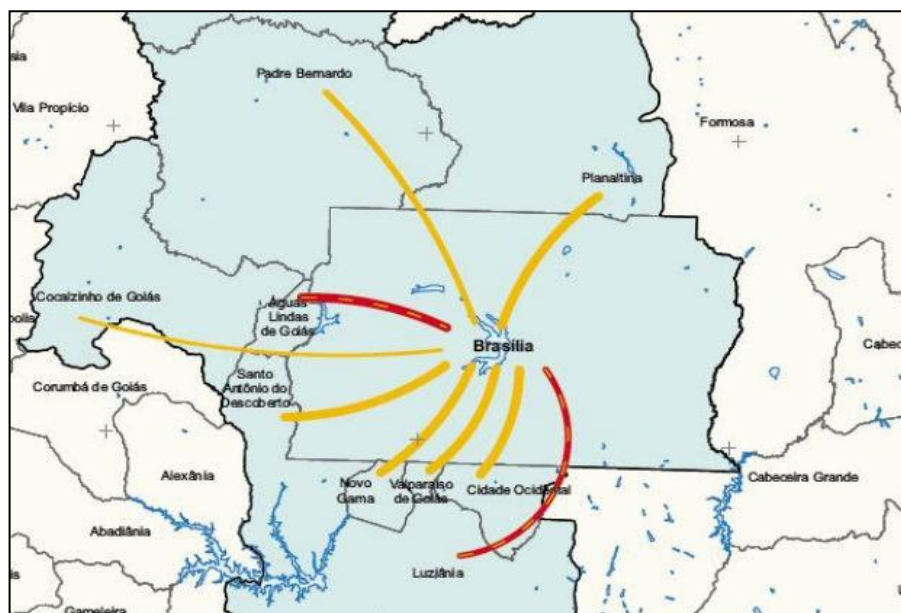 Padre Bernardo
Vila Propício
Formosa
Planaltina
Cocalzinho de Goiás
Águas
Lindas
de Goiás
Brasília
Santo
Antônio do
Descoberto
Corumbá de Goiás
Alexânia
Novo
Gama
Valparaíso
de Goiás
Cidade Ocidental
Cabeceira Grande
Abadiânia
Luziânia
Gameleira